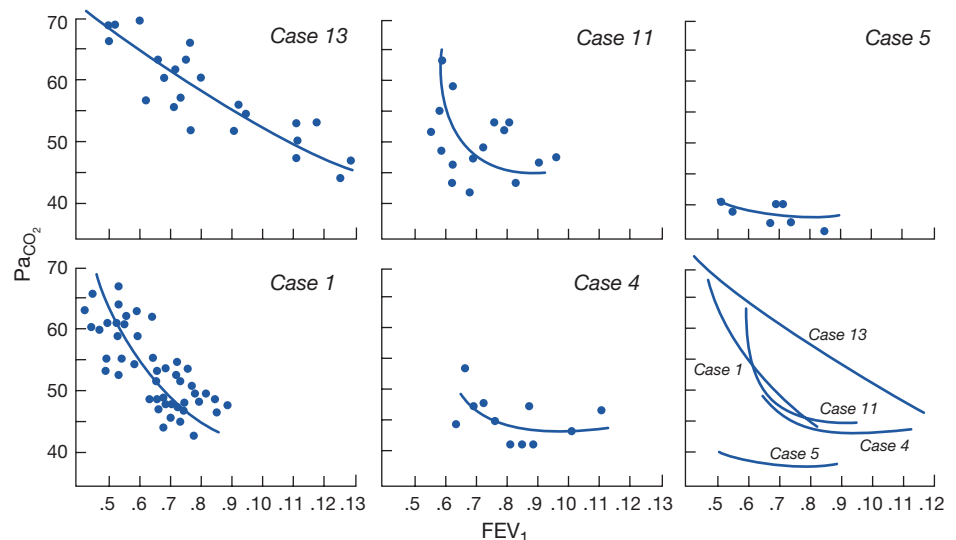 70
60
50
40
Case 13
Case 11
Case 5
PaCO2
70
60
50
40
Case 1
Case 4
Case 13
Case 1
Case 11
Case 4
Case 5
.5 .6 .7 .8 .9 .10 .11 .12 .13
.5 .6 .7 .8 .9 .10 .11 .12 .13
.5 .6 .7 .8 .9 .10 .11 .12
FEV1